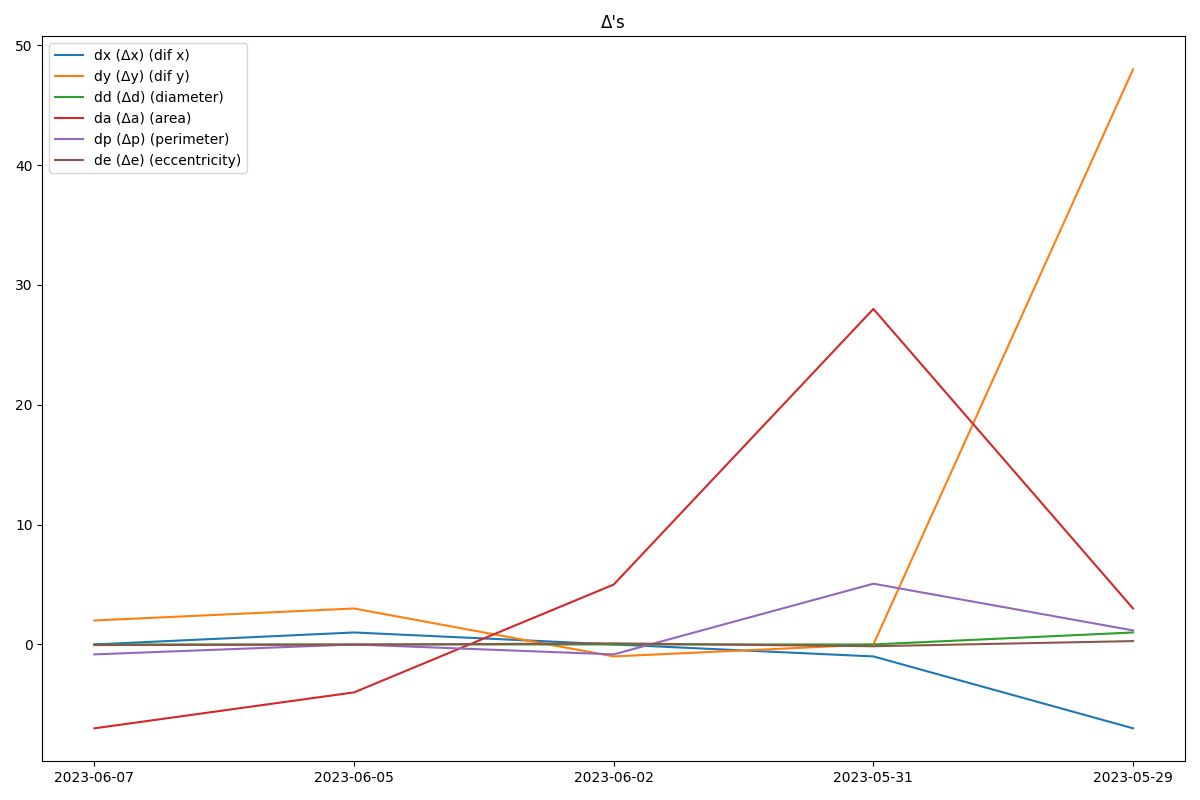 Δ's
dx (Δx) (dif x)
dy (Δy) (dif y)
dd (Δd) (diameter)
da (Δa) (area)
dp (Δp) (perimeter)
de (Δe) (eccentricity)
50
40
30
20
10
0
2023-06-07 2023-06-05 2023-06-02 2023-05-31 2023-05-29